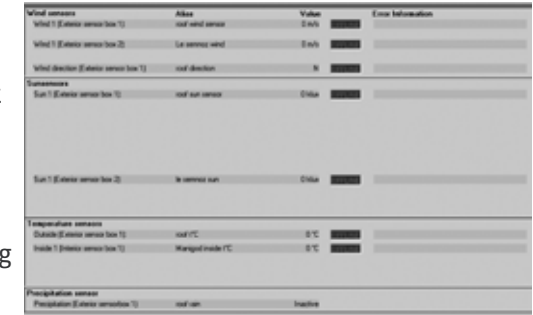 Wind sensors Alias Value Error Information
Wind 1 (Exterior sensor box 1) roof wind sensor 0 m/s
Wind 1 (Exterior sensor box 2) wind 0 m/s
Wind direction (Exterior sensor box 1) roof direction N
Sunsensors
Sun 1 (Exterior sensor box 1) roof sun sensor 0 klux
Sun 1 (Exterior sensor box 2) sun 0 klux
Temperature sensors
Outside (Exterior sensor box 1) roof t°C 0 °C
g
Inside 1 (Interior sensor box 1) inside t°C 0 °C
Precipitation sensor
Precipitation (Exterior sensorbox 1) roof rain Inactive